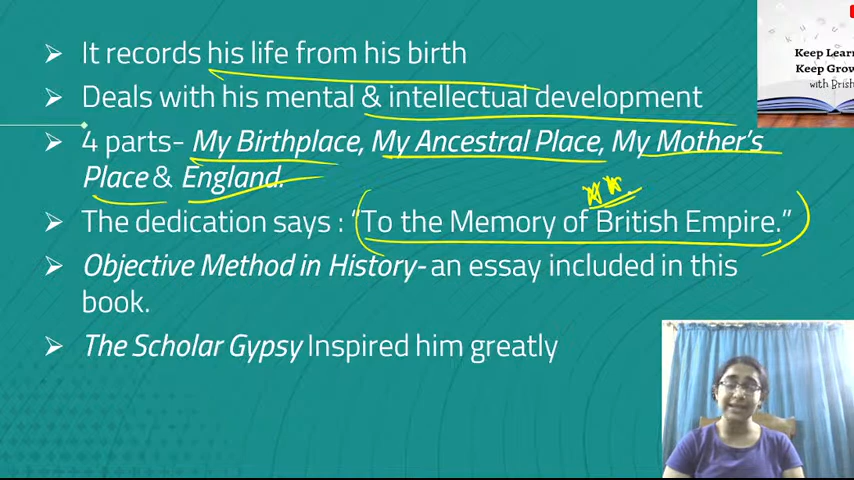 ➤ It records his life from his birth
➤ Deals with his mental & intellectual development
➤ 4 parts- My Birthplace, My Ancestral Place, My Mother's
Place & England.
➤ The dedication says : "To the Memory of British Empire."
➤ Objective Method in History- an essay included in this
book.
➤ The Scholar Gypsy Inspired him greatly
Keep Lear
Keep Grow
with Brish